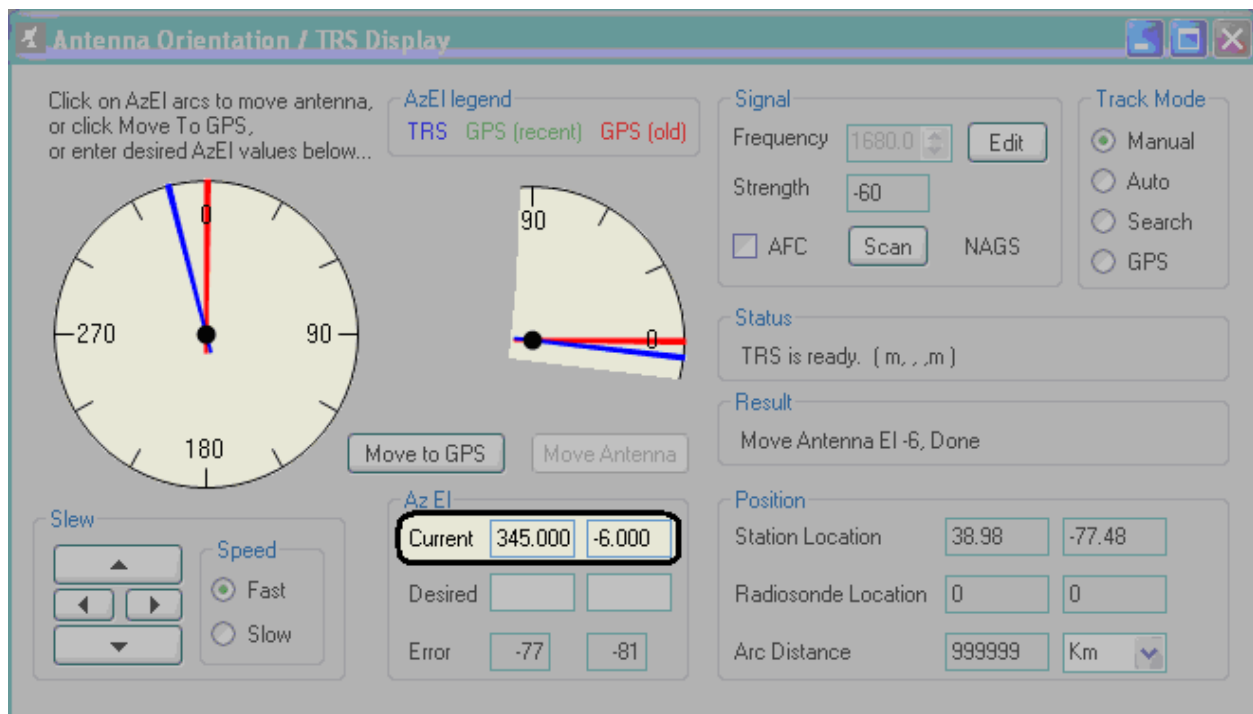 Antenna Orientation / TRS Display
Click on AzEl arcs to move antenna,
or click Move To GPS,
or enter desired AzEl values below...
AzEl legend
TRS GPS (recent) GPS (old)
0
270
90
180
90
0
Move to GPS
Move Antenna
Slew
Speed
Fast
Slow
Az El
Current 345.000 -6.000
Desired
Error -77 -81
Signal
Frequency 1680.0 Edit
Strength -60
AFC Scan NAGS
Track Mode
Manual
Auto
Search
GPS
Status
TRS is ready. ( m, , ,m )
Result
Move Antenna El -6, Done
Position
Station Location 38.98 -77.48
Radiosonde Location 0 0
Arc Distance 999999 Km